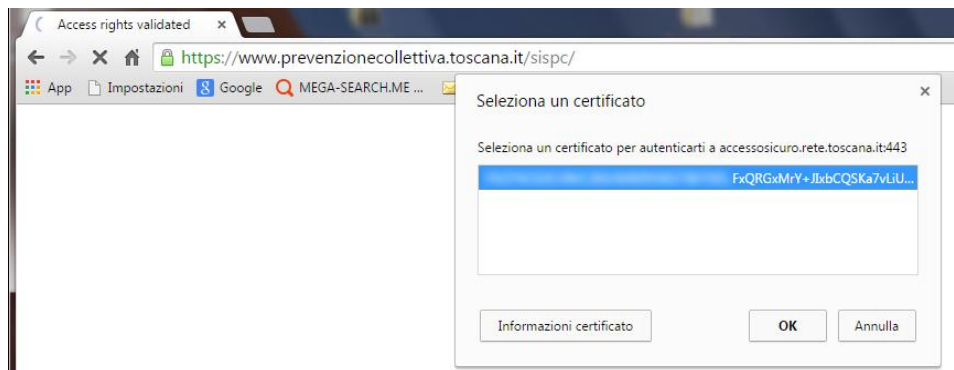 Access rights validated
https://www.prevenzionecollettiva.toscana.it/sispc/
App Impostazioni Google MEGA-SEARCH.ME ...
Seleziona un certificato
Seleziona un certificato per autenticarti a accessosicuro.rete.toscana.it:443
FxQRGxMrY+JIxbCQSKa7vLiU...
Informazioni certificato OK Annulla